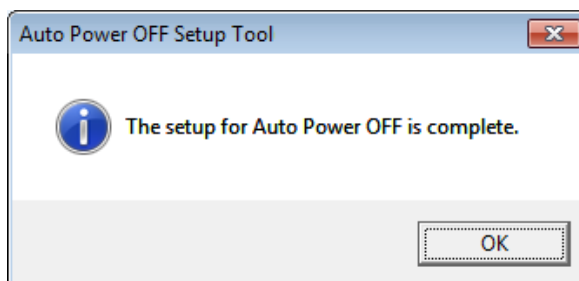 Auto Power OFF Setup Tool
The setup for Auto Power OFF is complete.
OK